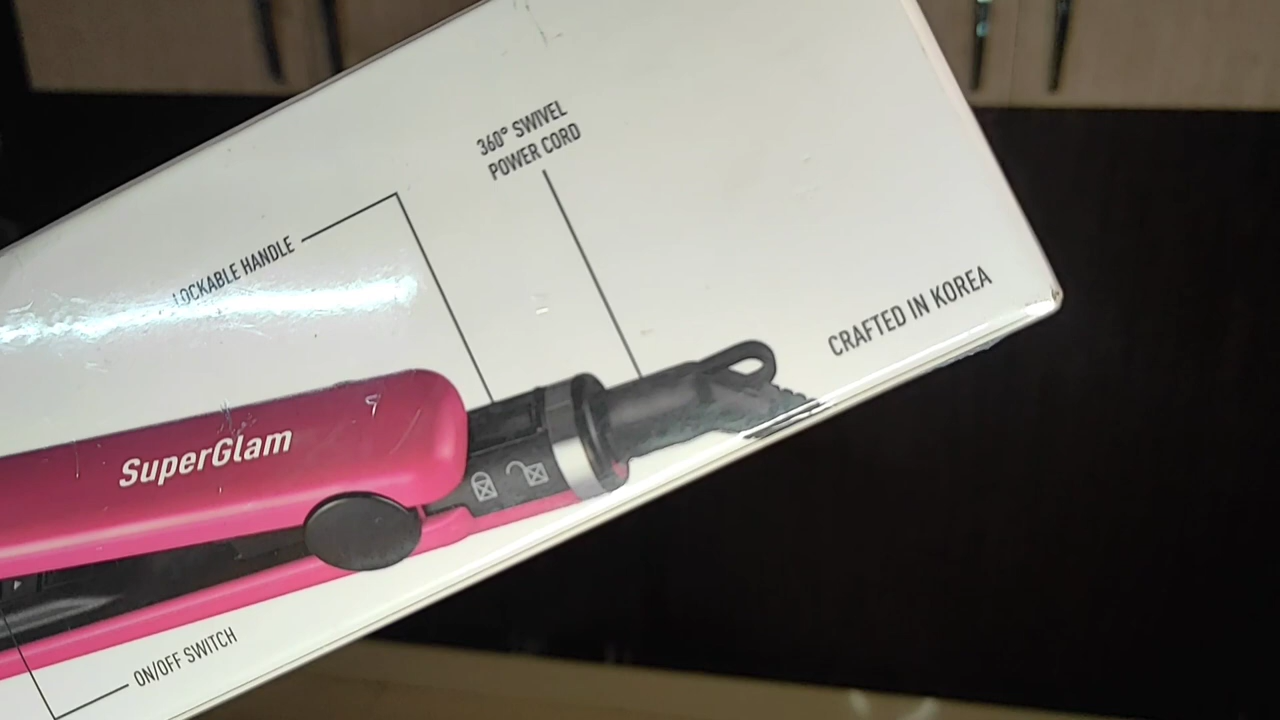 360° SWIVEL
POWER CORD
LOCKABLE HANDLE
CRAFTED IN KOREA
SuperGlam
ON/OFF SWITCH